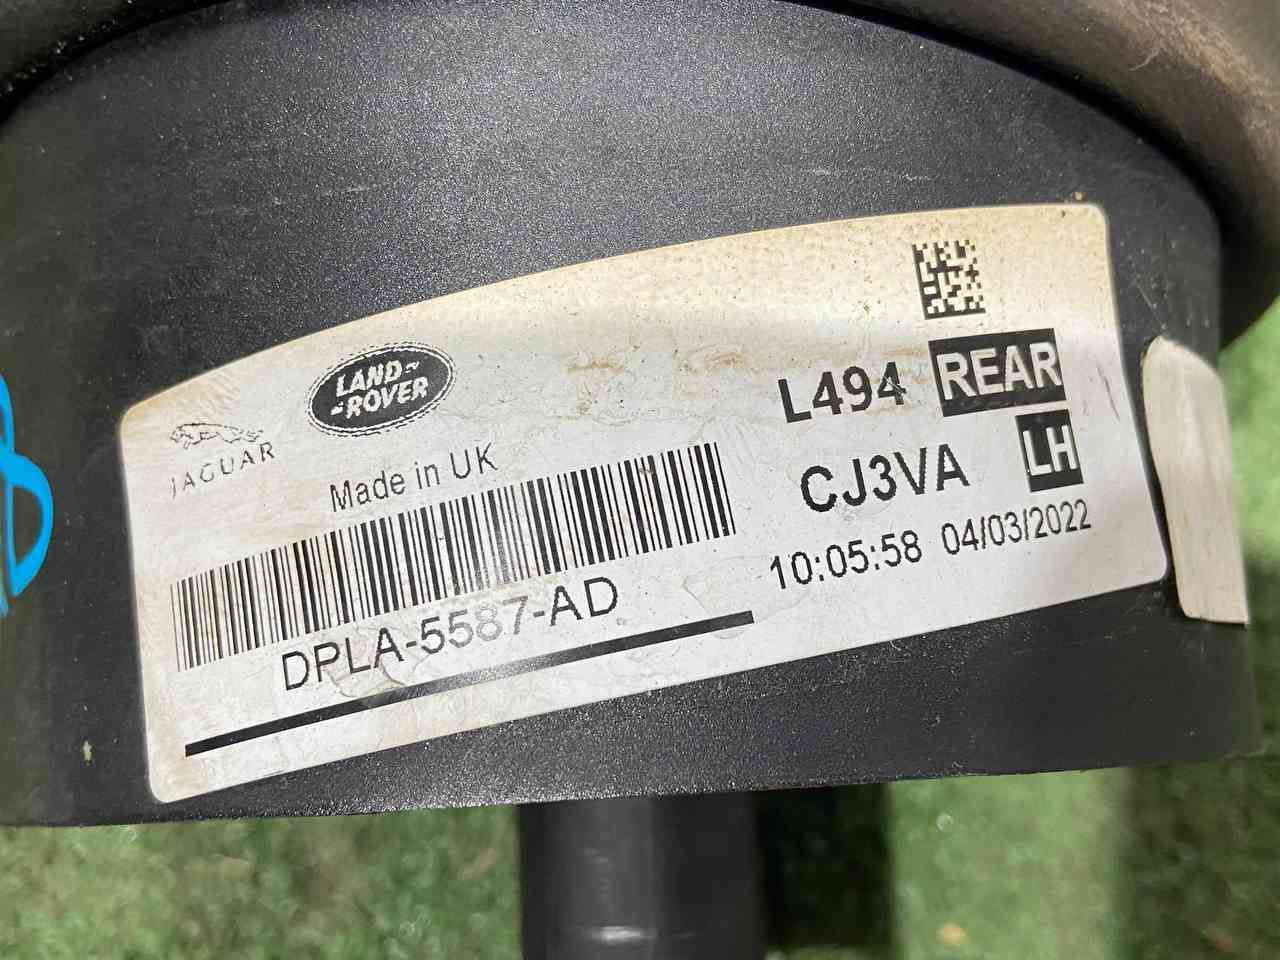 LAND-
-ROVER
JAGUAR
Made in UK
DPLA-5587-AD
L494 REAR
CJ3VA LH
10:05:58 04/03/2022